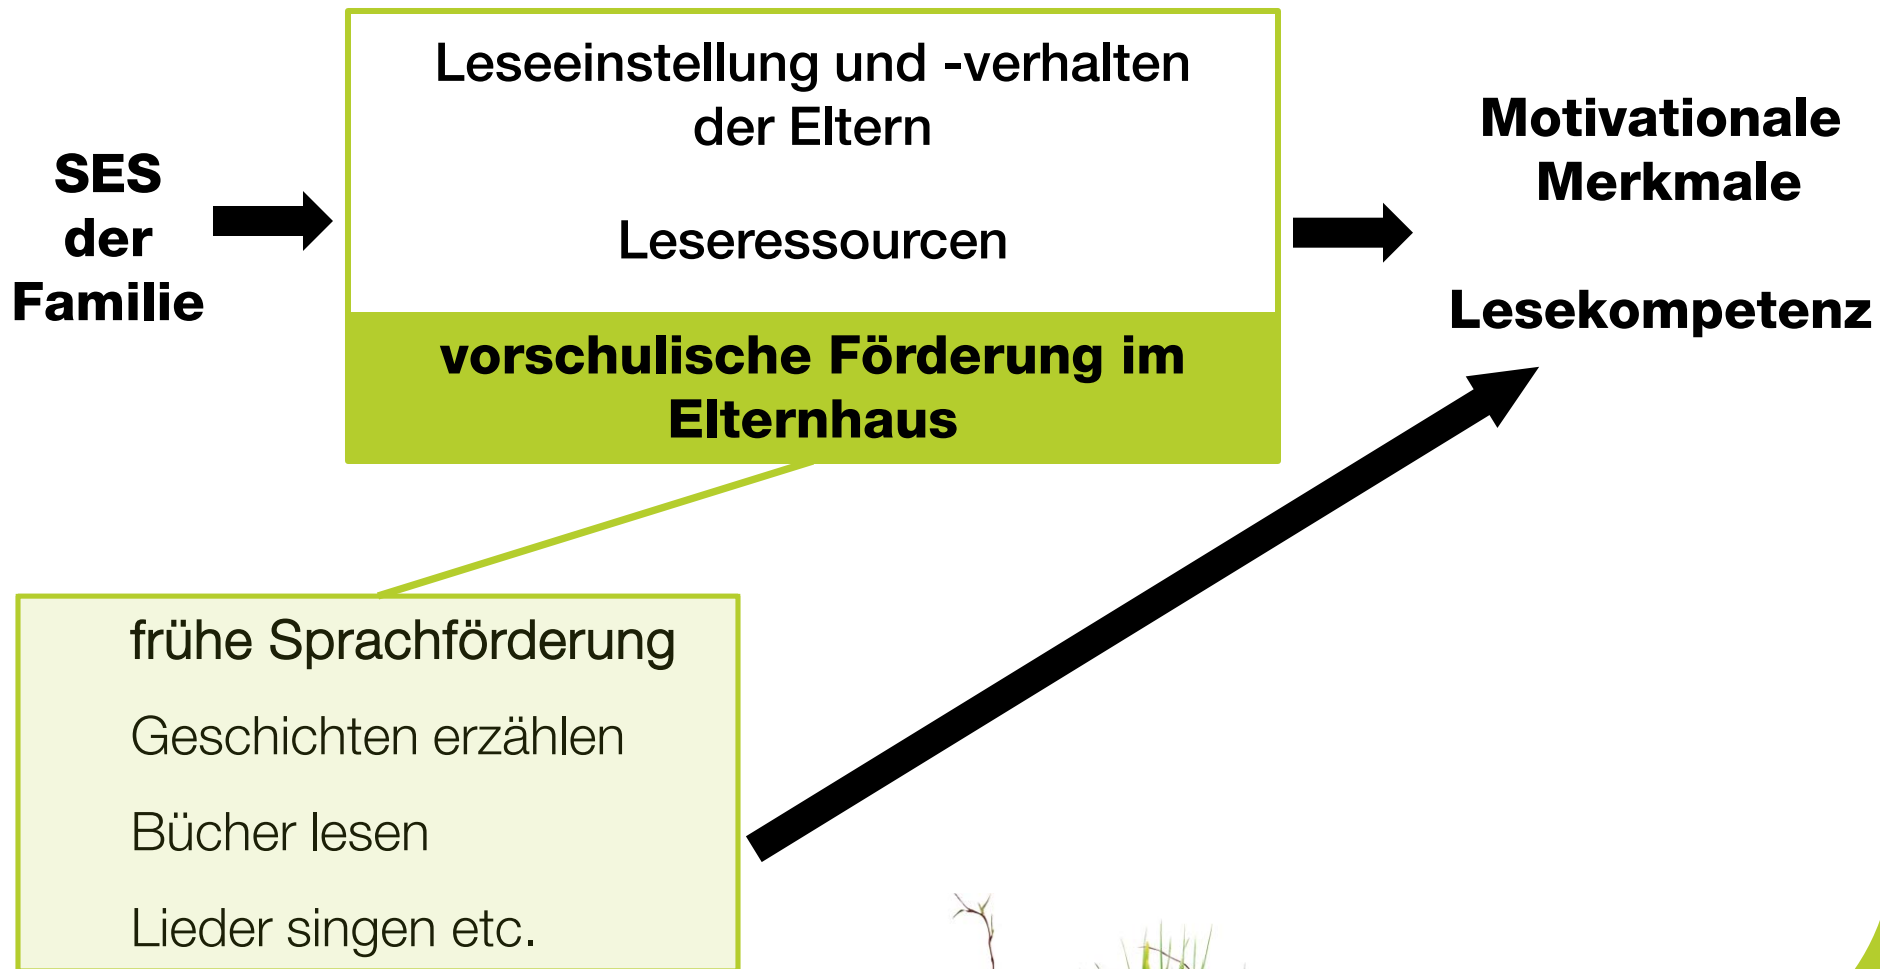 SES
der
Familie
Leseeinstellung und -verhalten
der Eltern
Leseressourcen
vorschulische Förderung im
Elternhaus
Motivationale
Merkmale
Lesekompetenz
frühe Sprachförderung
Geschichten erzählen
Bücher lesen
Lieder singen etc.